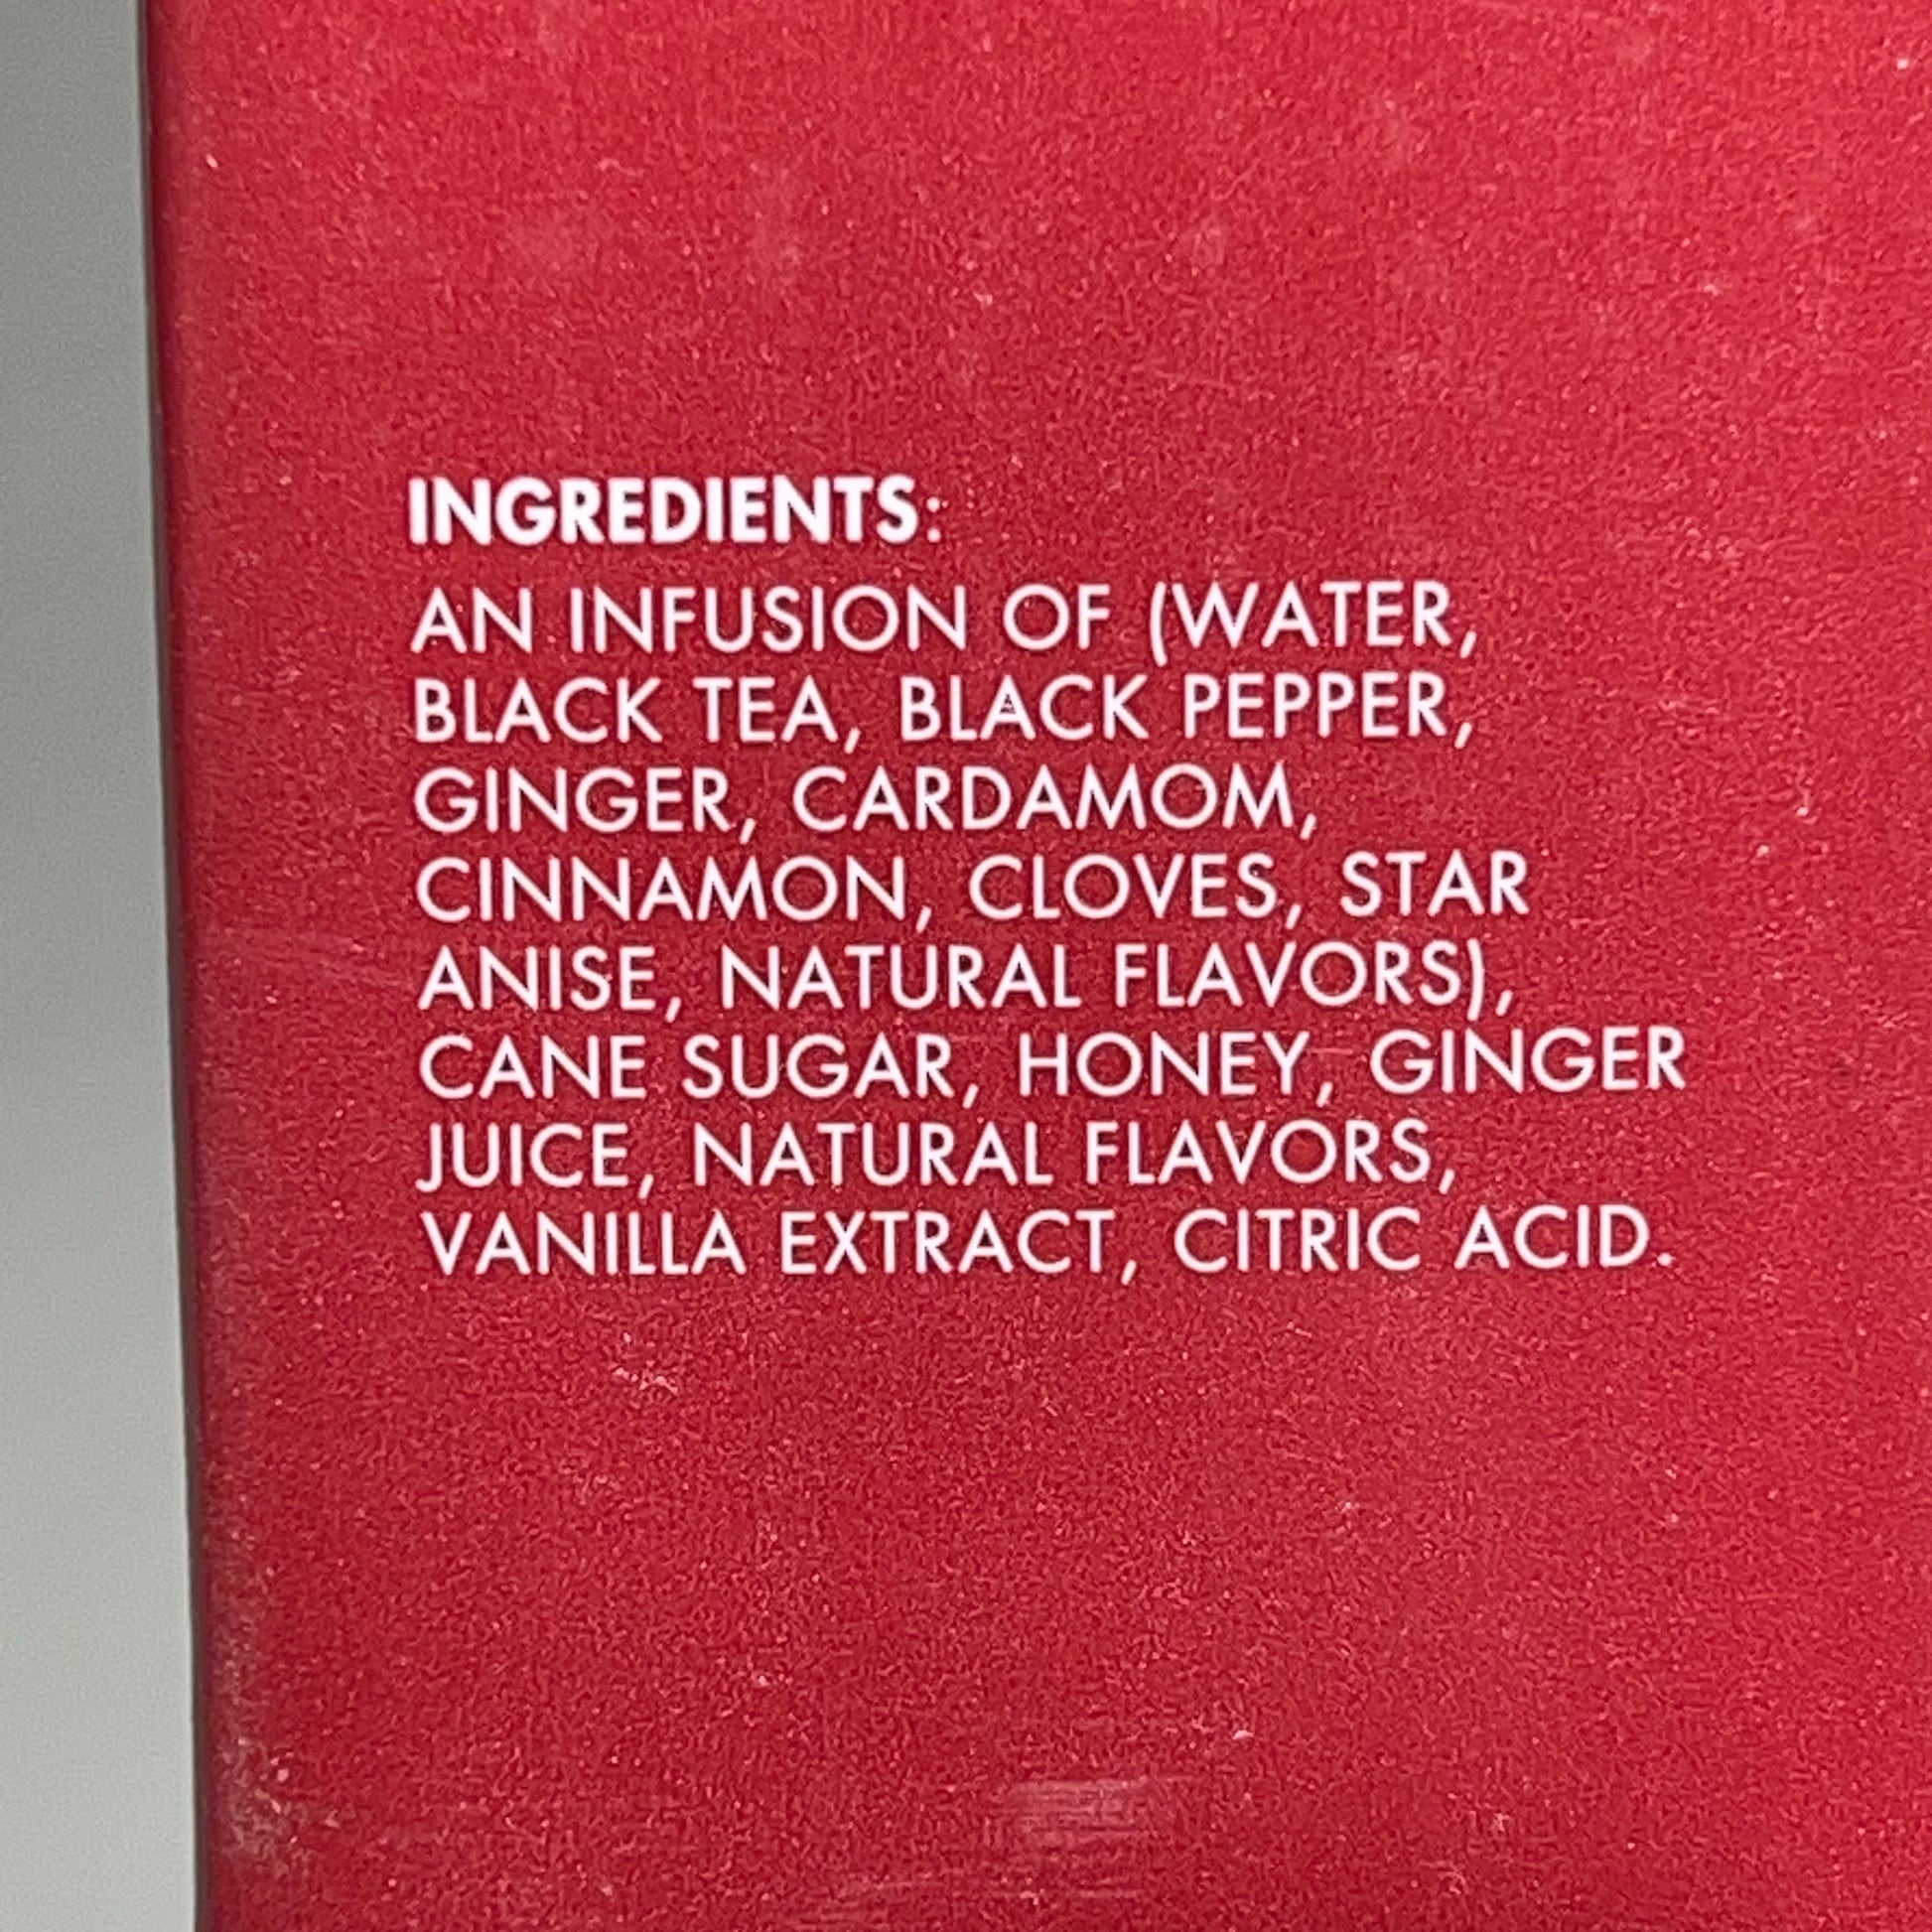 INGREDIENTS:
AN INFUSION OF (WATER,
BLACK TEA, BLACK PEPPER,
GINGER, CARDAMOM,
CINNAMON, CLOVES, STAR
ANISE, NATURAL FLAVORS),
CANE SUGAR, HONEY, GINGER
JUICE, NATURAL FLAVORS,
VANILLA EXTRACT, CITRIC ACID.